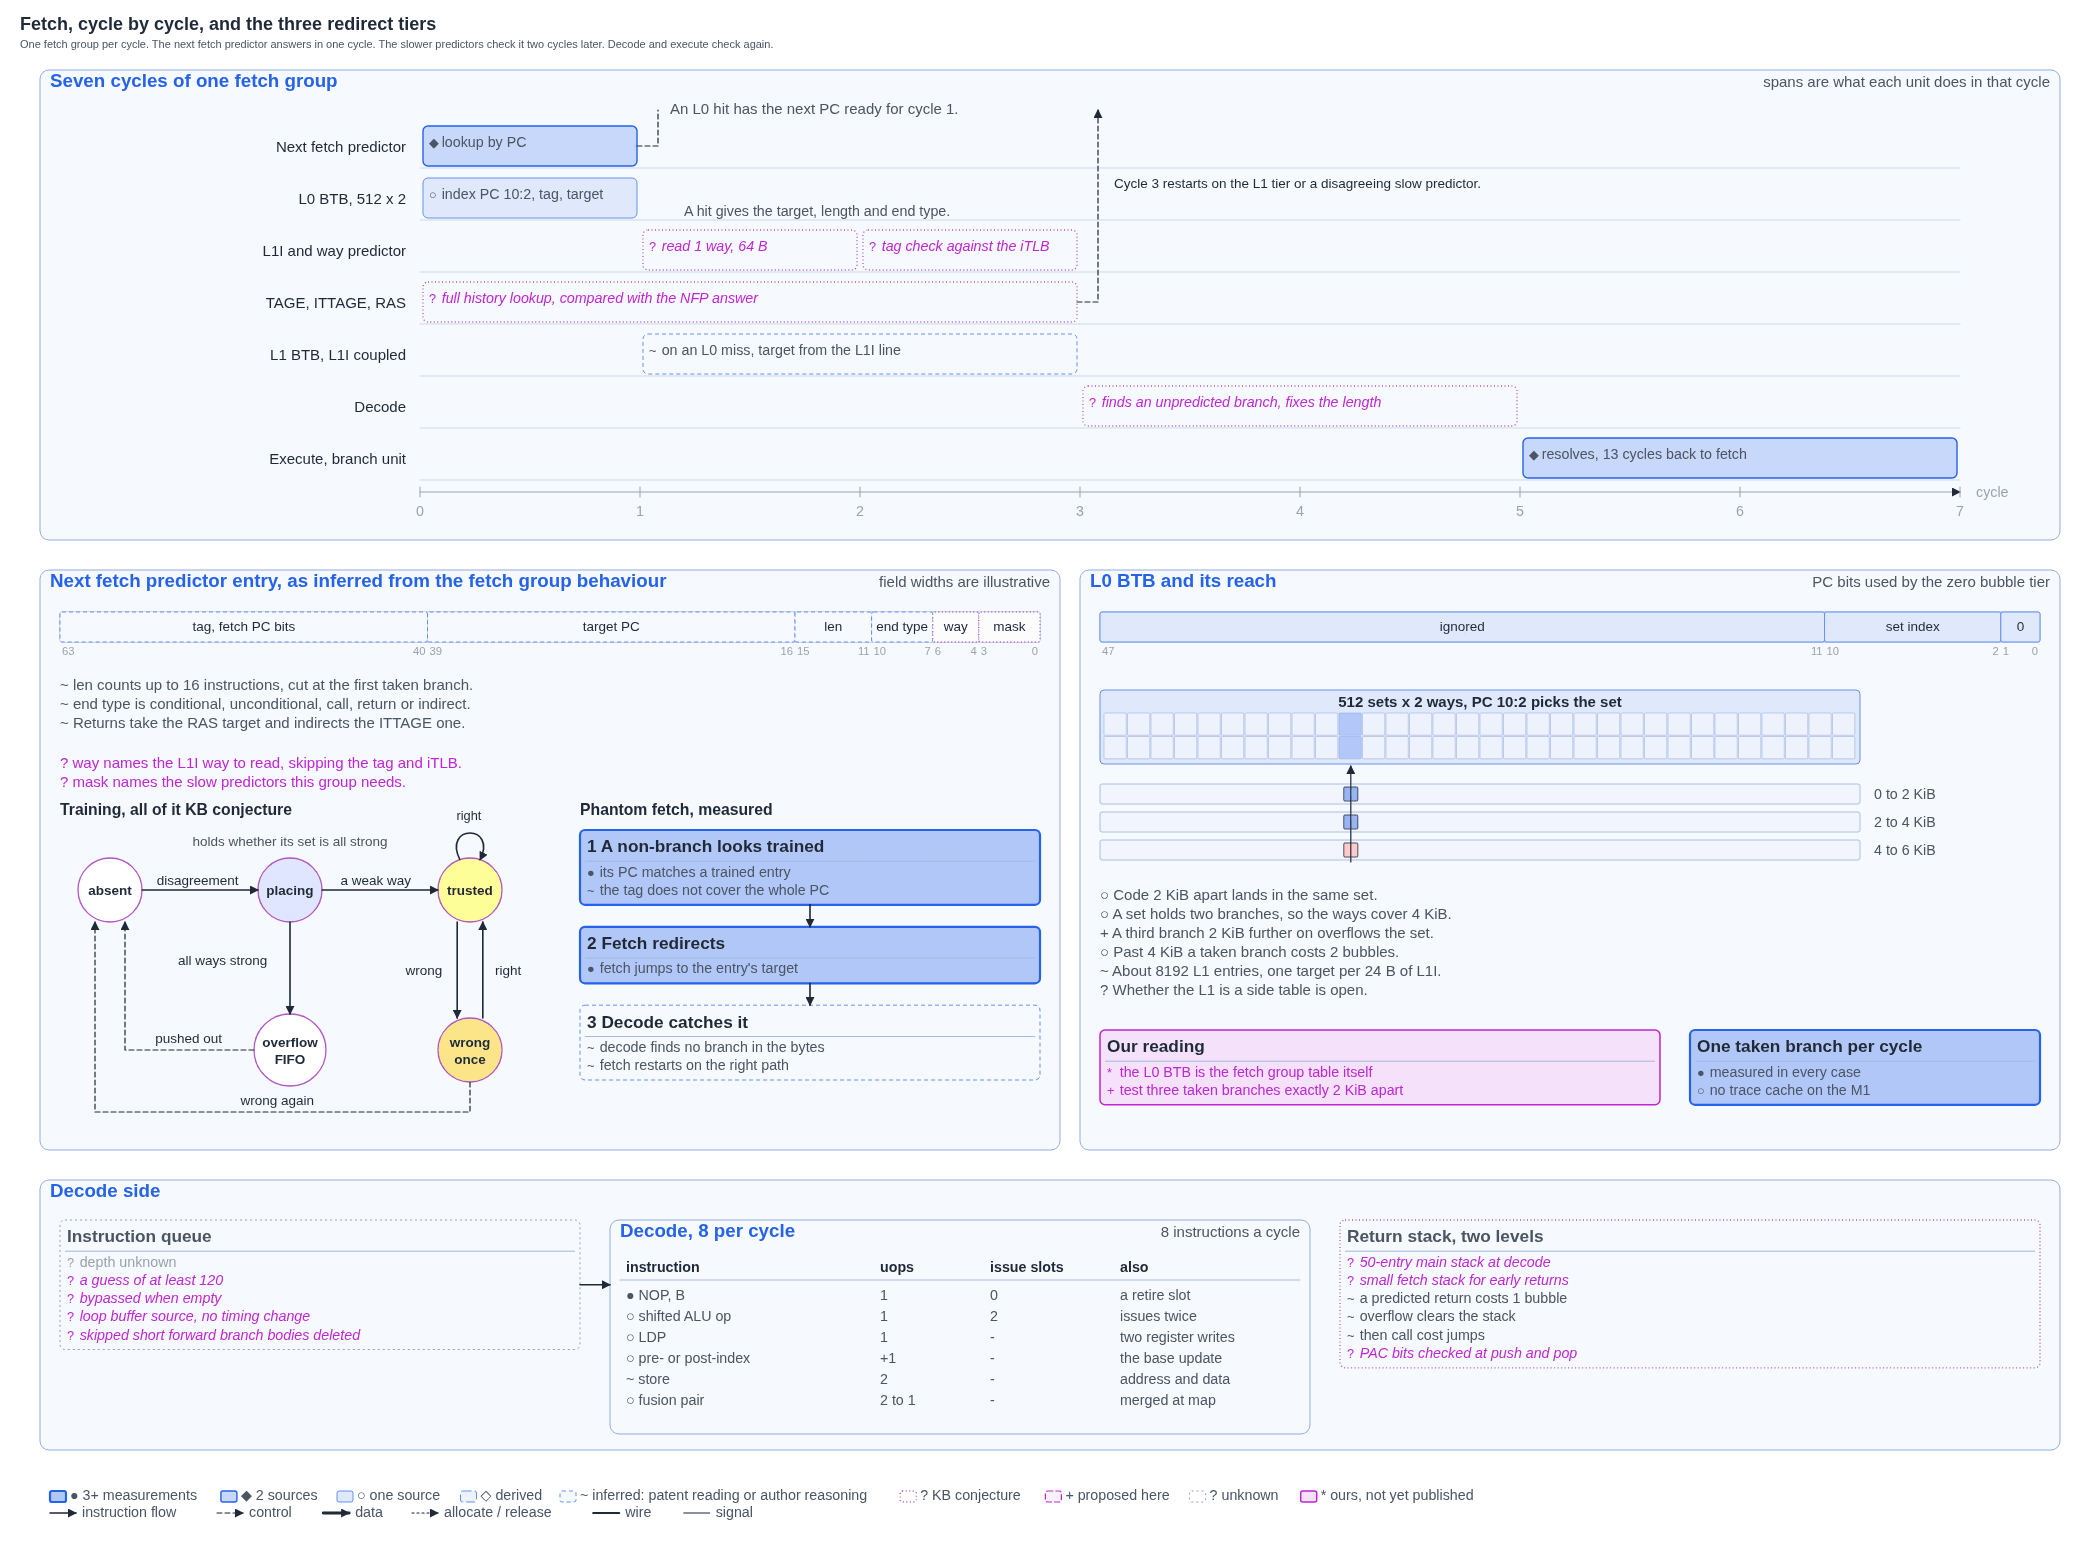 Fetch, cycle by cycle, and the three redirect tiers
One fetch group per cycle. The next fetch predictor answers in one cycle. The slower predictors check it two cycles later. Decode and execute check again.
Seven cycles of one fetch group
spans are what each unit does in that cycle
An L0 hit has the next PC ready for cycle 1.
Next fetch predictor
◆ lookup by PC
Cycle 3 restarts on the L1 tier or a disagreeing slow predictor.
L0 BTB, 512 x 2
○ index PC 10:2, tag, target
A hit gives the target, length and end type.
L1I and way predictor
? read 1 way, 64 B
? tag check against the iTLB
TAGE, ITTAGE, RAS
? full history lookup, compared with the NFP answer
L1 BTB, L1I coupled
~ on an L0 miss, target from the L1I line
Decode
? finds an unpredicted branch, fixes the length
Execute, branch unit
◆ resolves, 13 cycles back to fetch
0 1 2 3 4 5 6 7 cycle
Next fetch predictor entry, as inferred from the fetch group behaviour
field widths are illustrative
tag, fetch PC bits target PC len end type way mask
63 40 39 16 15 11 10 7 6 4 3 0
~ len counts up to 16 instructions, cut at the first taken branch.
~ end type is conditional, unconditional, call, return or indirect.
~ Returns take the RAS target and indirects the ITTAGE one.
? way names the L1I way to read, skipping the tag and iTLB.
? mask names the slow predictors this group needs.
Training, all of it KB conjecture
right
holds whether its set is all strong
absent
disagreement
placing
a weak way
trusted
all ways strong
wrong
right
pushed out
overflow
FIFO
wrong
once
wrong again
Phantom fetch, measured
1 A non-branch looks trained
● its PC matches a trained entry
~ the tag does not cover the whole PC
2 Fetch redirects
● fetch jumps to the entry's target
3 Decode catches it
~ decode finds no branch in the bytes
~ fetch restarts on the right path
L0 BTB and its reach
PC bits used by the zero bubble tier
ignored set index 0
47 11 10 2 1 0
512 sets x 2 ways, PC 10:2 picks the set
0 to 2 KiB
2 to 4 KiB
4 to 6 KiB
○ Code 2 KiB apart lands in the same set.
○ A set holds two branches, so the ways cover 4 KiB.
+ A third branch 2 KiB further on overflows the set.
○ Past 4 KiB a taken branch costs 2 bubbles.
~ About 8192 L1 entries, one target per 24 B of L1I.
? Whether the L1 is a side table is open.
Our reading
* the L0 BTB is the fetch group table itself
+ test three taken branches exactly 2 KiB apart
One taken branch per cycle
● measured in every case
○ no trace cache on the M1
Decode side
Instruction queue
? depth unknown
? a guess of at least 120
? bypassed when empty
? loop buffer source, no timing change
? skipped short forward branch bodies deleted
Decode, 8 per cycle
8 instructions a cycle
instruction uops issue slots also
● NOP, B 1 0 a retire slot
○ shifted ALU op 1 2 issues twice
○ LDP 1 - two register writes
○ pre- or post-index +1 - the base update
~ store 2 - address and data
○ fusion pair 2 to 1 - merged at map
Return stack, two levels
? 50-entry main stack at decode
? small fetch stack for early returns
~ a predicted return costs 1 bubble
~ overflow clears the stack
~ then call cost jumps
? PAC bits checked at push and pop
● 3+ measurements ◆ 2 sources ○ one source ◇ derived ~ inferred: patent reading or author reasoning ? KB conjecture + proposed here ? unknown * ours, not yet published
instruction flow control data allocate / release wire signal